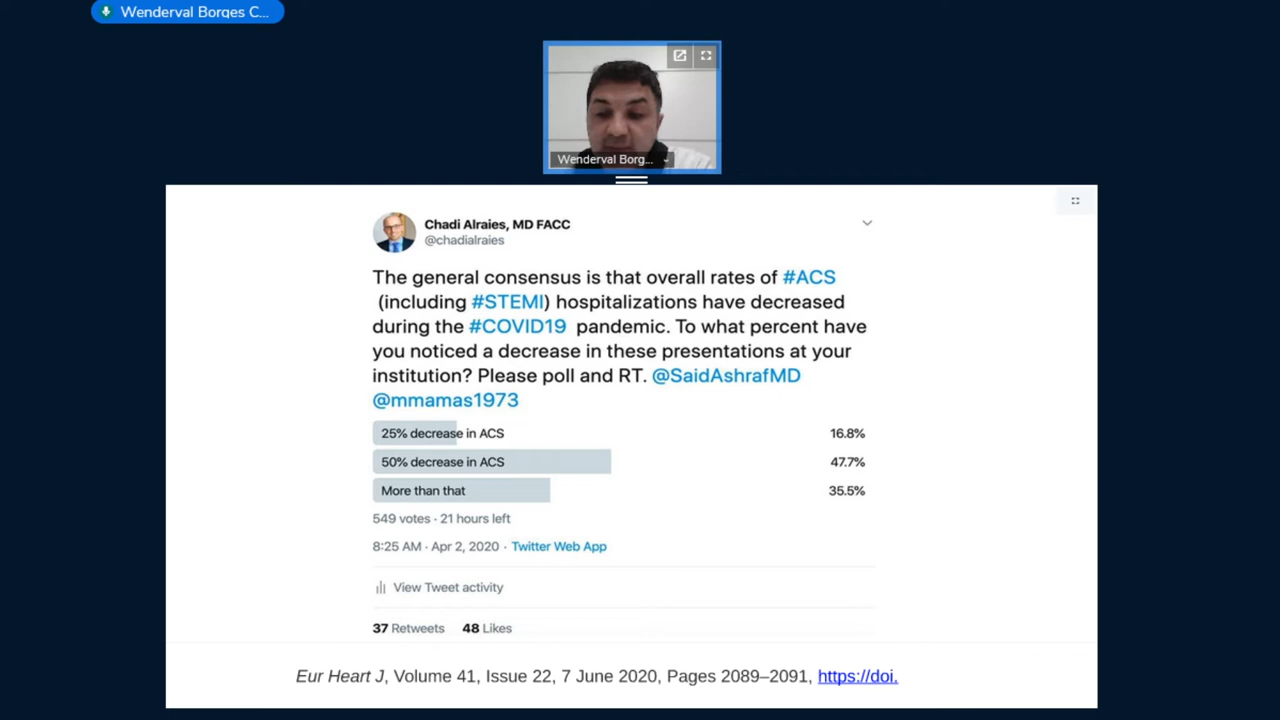 Wenderval Borges C...
Wenderval Borg...
Chadi Alraies, MD FACC
@chadialraies
The general consensus is that overall rates of #ACS
(including #STEMI) hospitalizations have decreased
during the #COVID19 pandemic. To what percent have
you noticed a decrease in these presentations at your
institution? Please poll and RT. @SaidAshrafMD
@mmamas1973
25% decrease in ACS 16.8%
50% decrease in ACS 47.7%
More than that 35.5%
549 votes · 21 hours left
8:25 AM · Apr 2, 2020 · Twitter Web App
View Tweet activity
37 Retweets 48 Likes
Eur Heart J, Volume 41, Issue 22, 7 June 2020, Pages 2089–2091, https://doi.